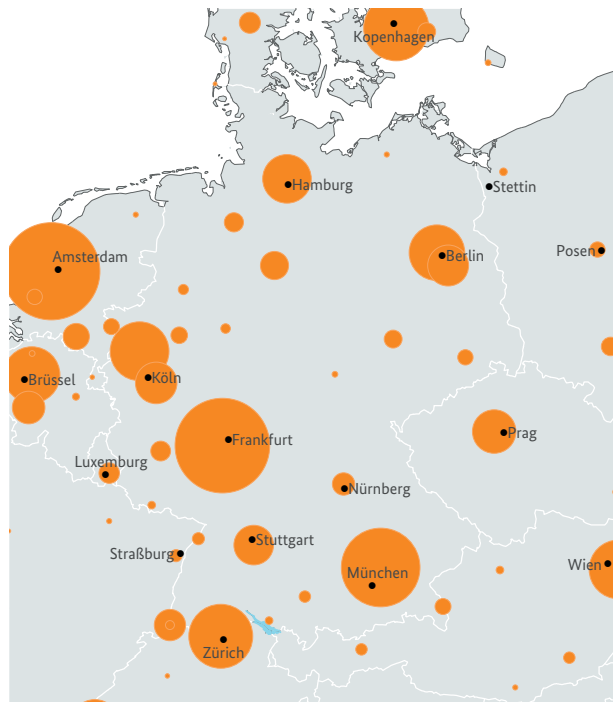 Kopenhagen
Hamburg
Stettin
Amsterdam
Berlin
Posen
Brüssel
Köln
Frankfurt
Prag
Luxemburg
Nürnberg
Stuttgart
Straßburg
Wien
München
Zürich